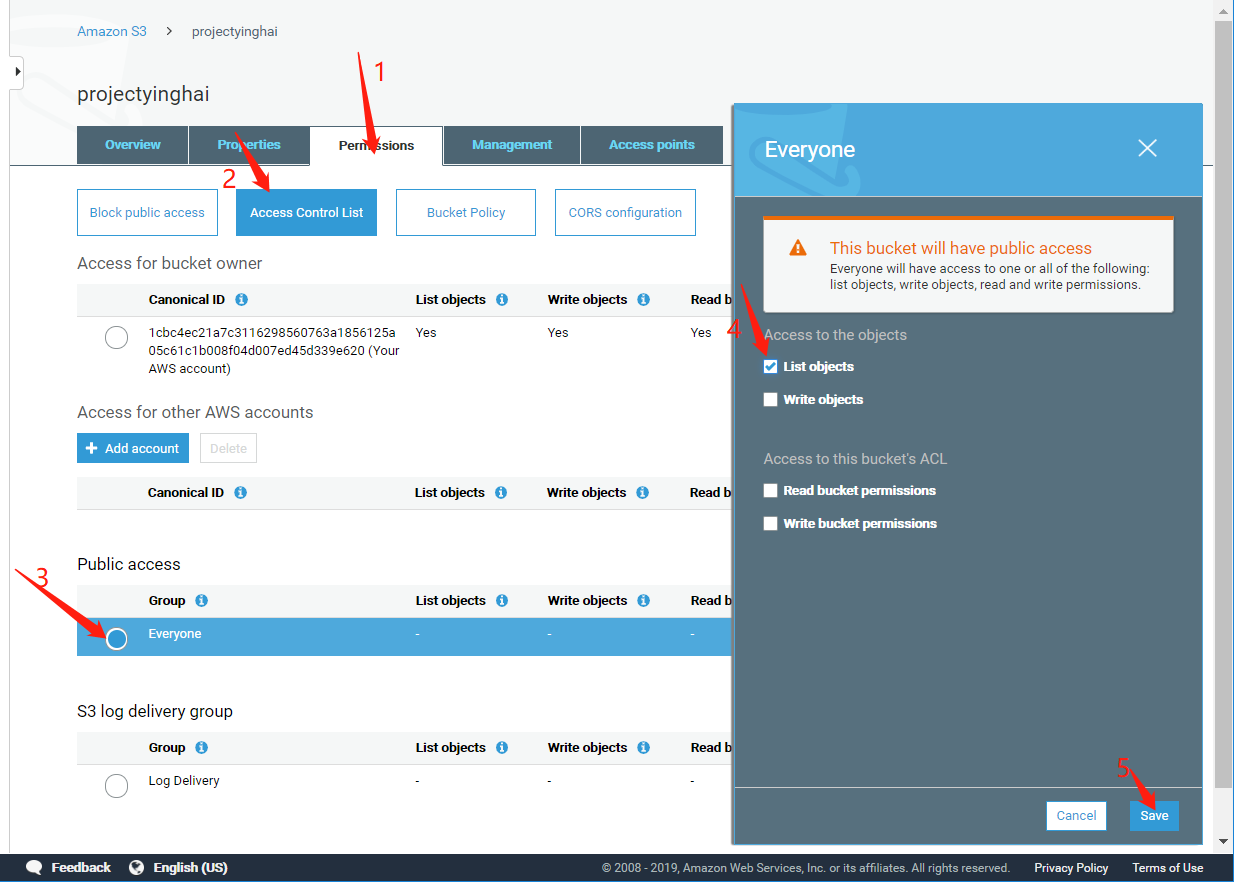 Amazon S3 > projectyinghai
projectyinghai
1
Overview Properties Permissions Management Access points
2
Block public access Access Control List Bucket Policy CORS configuration
Access for bucket owner
Canonical ID List objects Write objects Read b
1cbc4ec21a7c3116298560763a1856125a
05c61c1b008f04d007ed45d339e620 (Your
AWS account)
Yes Yes Yes
Access for other AWS accounts
+ Add account Delete
Canonical ID List objects Write objects Read b
Public access
3
Group List objects Write objects Read b
Everyone - - -
S3 log delivery group
Group List objects Write objects Read b
Log Delivery - - -
Everyone
This bucket will have public access
Everyone will have access to one or all of the following:
list objects, write objects, read and write permissions.
4
Access to the objects
List objects
Write objects
Access to this bucket's ACL
Read bucket permissions
Write bucket permissions
5
Cancel Save
Feedback English (US) © 2008 - 2019, Amazon Web Services, Inc. or its affiliates. All rights reserved. Privacy Policy Terms of Use